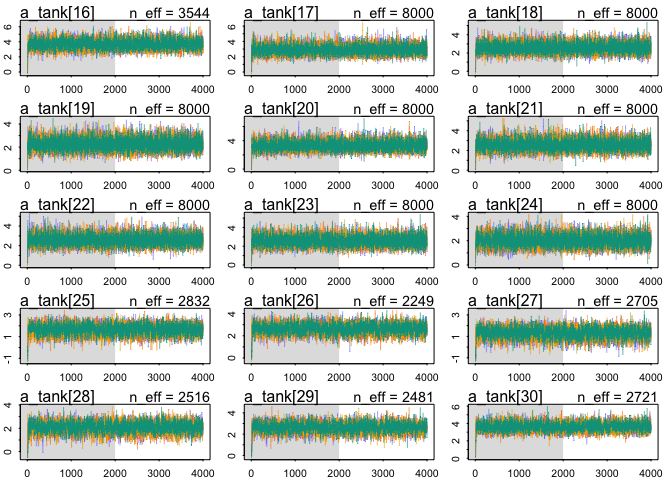 a_tank[16] n_eff = 3544 a_tank[17] n_eff = 8000 a_tank[18] n_eff = 8000
0 2 4 6 0 2 4 6 0 2 4
0 1000 2000 3000 4000 0 1000 2000 3000 4000 0 1000 2000 3000 4000
a_tank[19] n_eff = 8000 a_tank[20] n_eff = 8000 a_tank[21] n_eff = 8000
0 2 4 0 4 0 2 4
0 1000 2000 3000 4000 0 1000 2000 3000 4000 0 1000 2000 3000 4000
a_tank[22] n_eff = 8000 a_tank[23] n_eff = 8000 a_tank[24] n_eff = 8000
0 2 4 0 2 4 0 2 4
0 1000 2000 3000 4000 0 1000 2000 3000 4000 0 1000 2000 3000 4000
a_tank[25] n_eff = 2832 a_tank[26] n_eff = 2249 a_tank[27] n_eff = 2705
-1 1 3 0 2 4 -1 1 3
0 1000 2000 3000 4000 0 1000 2000 3000 4000 0 1000 2000 3000 4000
a_tank[28] n_eff = 2516 a_tank[29] n_eff = 2481 a_tank[30] n_eff = 2721
0 2 4 0 2 4 0 2 4 6
0 1000 2000 3000 4000 0 1000 2000 3000 4000 0 1000 2000 3000 4000